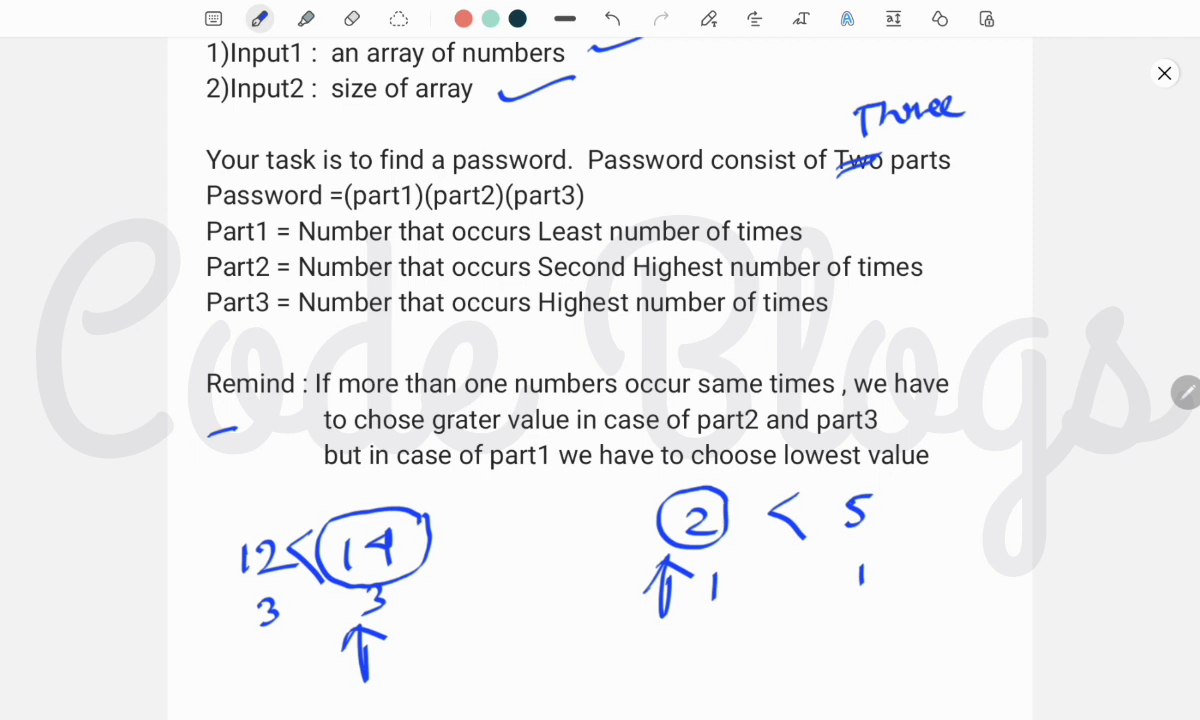 1)Input1 : an array of numbers
2)Input2 : size of array
Three
Your task is to find a password. Password consist of Two parts
Password =(part1)(part2)(part3)
Part1 = Number that occurs Least number of times
Part2 = Number that occurs Second Highest number of times
Part3 = Number that occurs Highest number of times
Code Blogs
Remind : If more than one numbers occur same times , we have
to chose grater value in case of part2 and part3
but in case of part1 we have to choose lowest value
12 < 14 2 < 5
3 3 1 1